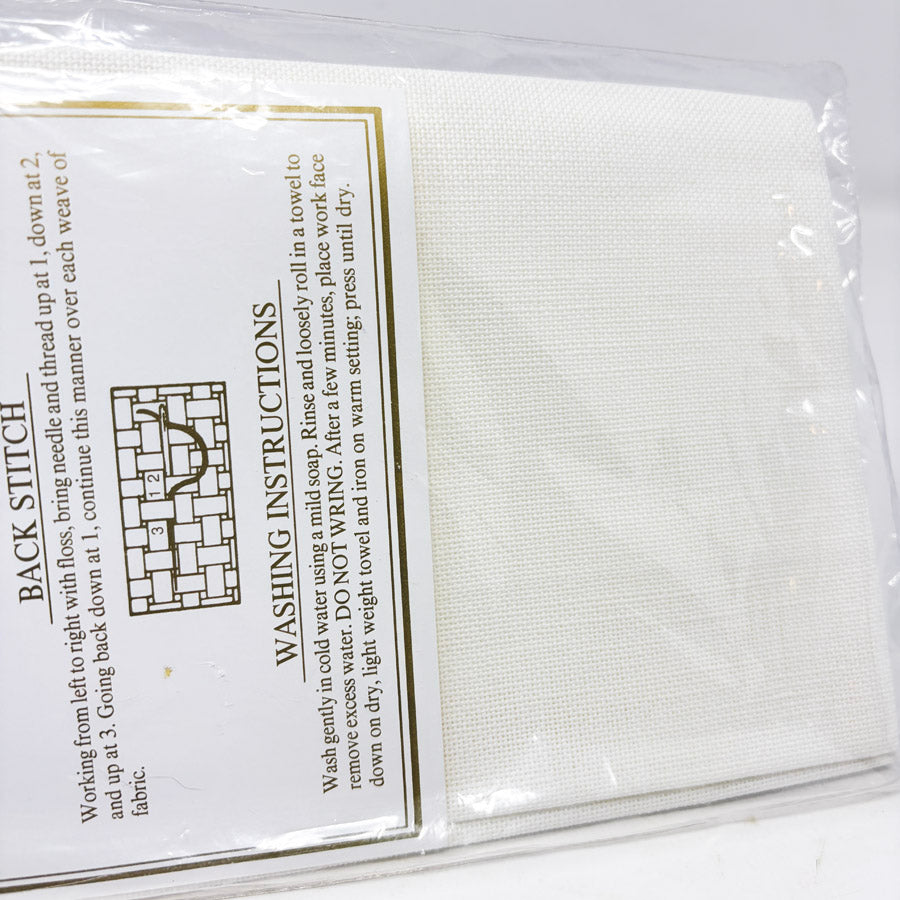 BACK STITCH
Working from left to right with floss, bring needle and thread up at 1, down at 2,
and up at 3. Going back down at 1, continue this manner over each weave of
fabric.
3 1 2
WASHING INSTRUCTIONS
Wash gently in cold water using a mild soap. Rinse and loosely roll in a towel to
remove excess water. DO NOT WRING. After a few minutes, place work face
down on dry, light weight towel and iron on warm setting; press until dry.